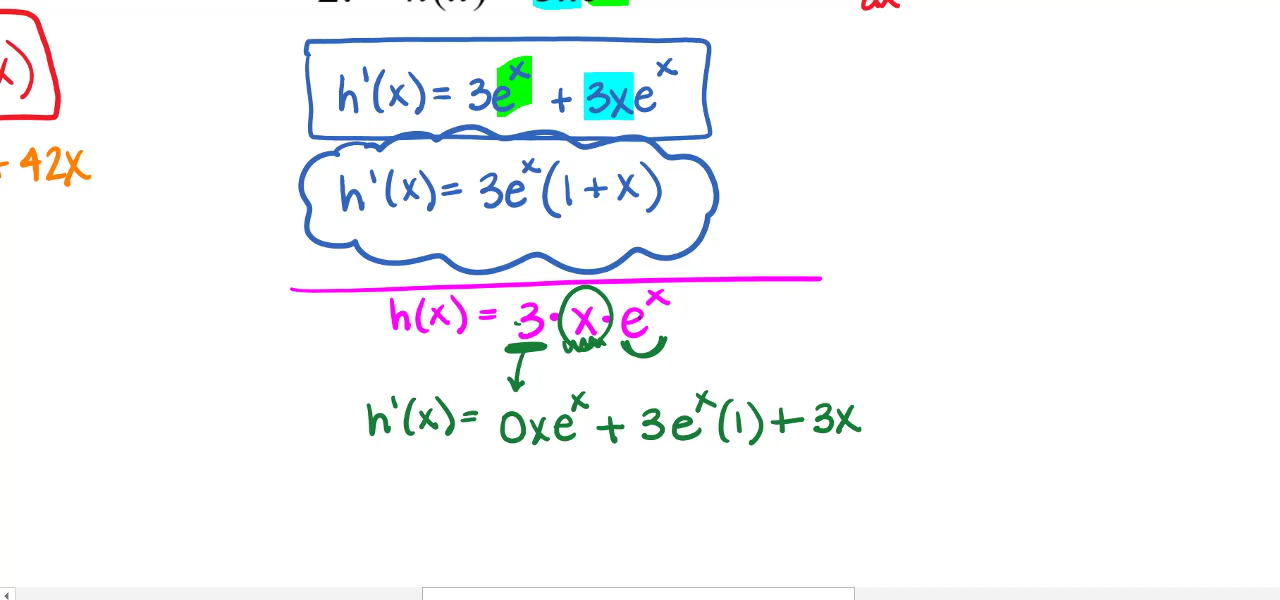 h'(x) = 3e^x + 3xe^x
x)
+ 42x
h'(x) = 3e^x(1 + x)
h(x) = 3 · x · e^x
h'(x) = 0xe^x + 3e^x(1) + 3x